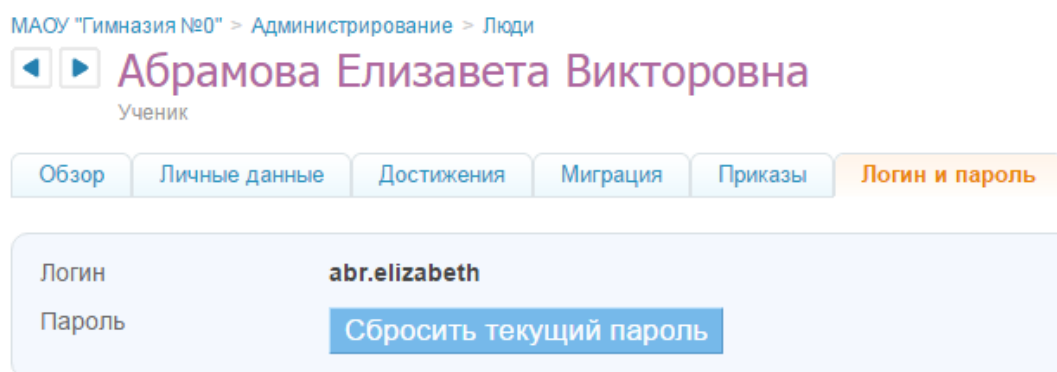 МАОУ "Гимназия №0" > Администрирование > Люди
Абрамова Елизавета Викторовна
Ученик
Обзор Личные данные Достижения Миграция Приказы Логин и пароль
Логин abr.elizabeth
Пароль Сбросить текущий пароль